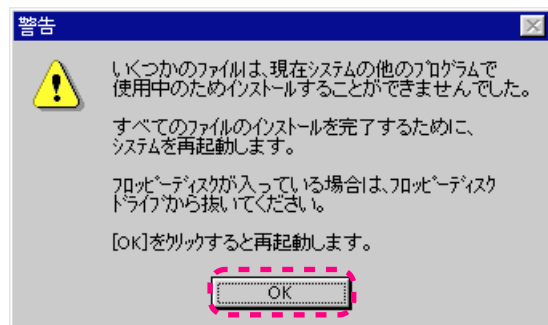 警告
いくつかのファイルは、現在システムの他のプログラムで
使用中のためインストールすることができませんでした。
すべてのファイルのインストールを完了するために、
システムを再起動します。
フロッピーディスクが入っている場合は、フロッピーディスク
ドライブから抜いてください。
[OK]をクリックすると再起動します。
OK